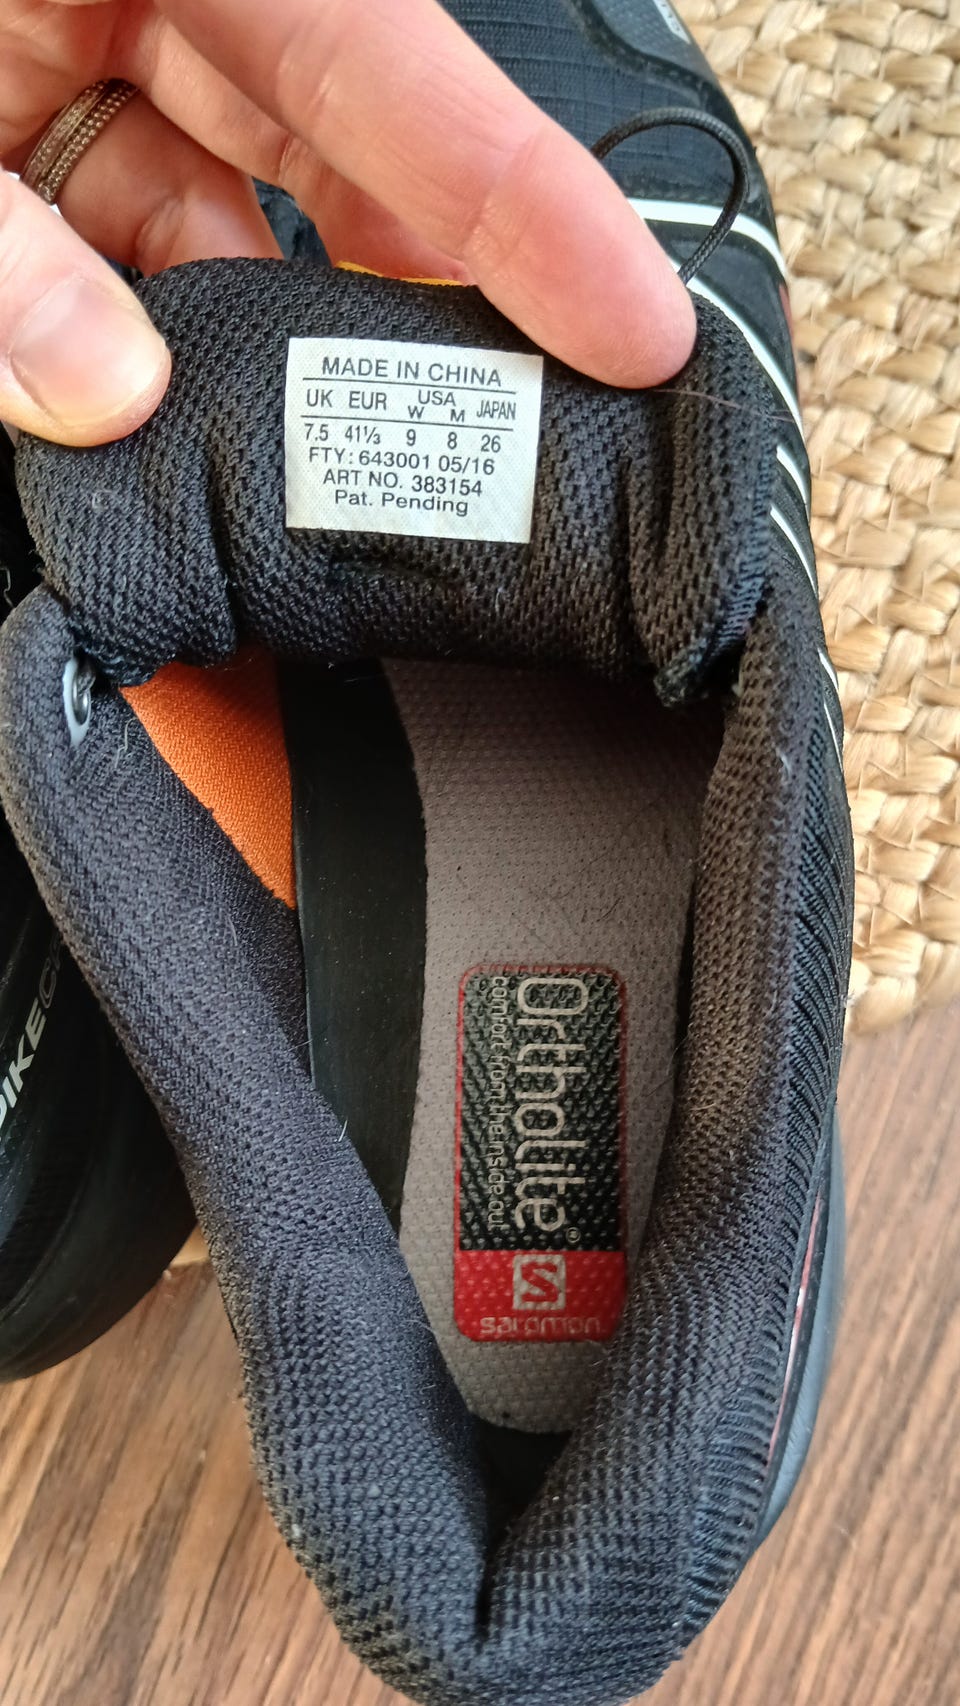 MADE IN CHINA
UK EUR USA JAPAN
W M
7.5 41⅓ 9 8 26
FTY: 643001 05/16
ART NO. 383154
Pat. Pending
Ortholite®
comfort from the inside out
S
salomon